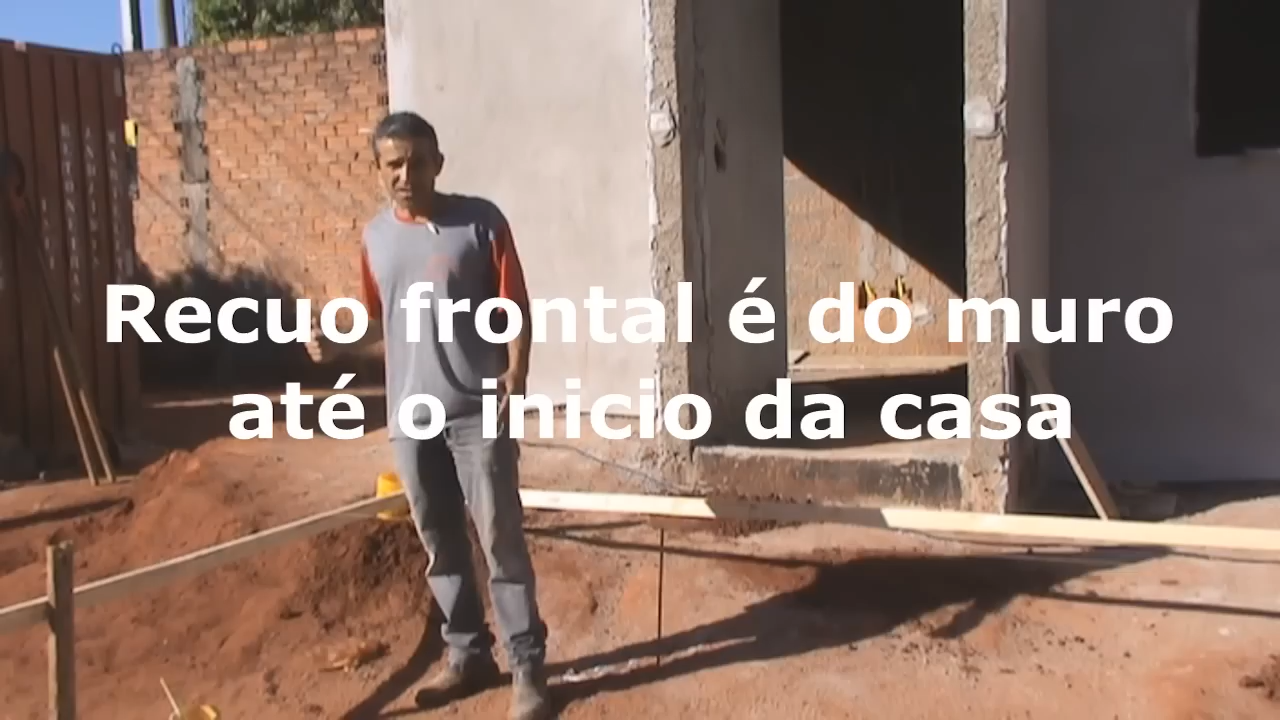 Recuo frontal é do muro
até o inicio da casa